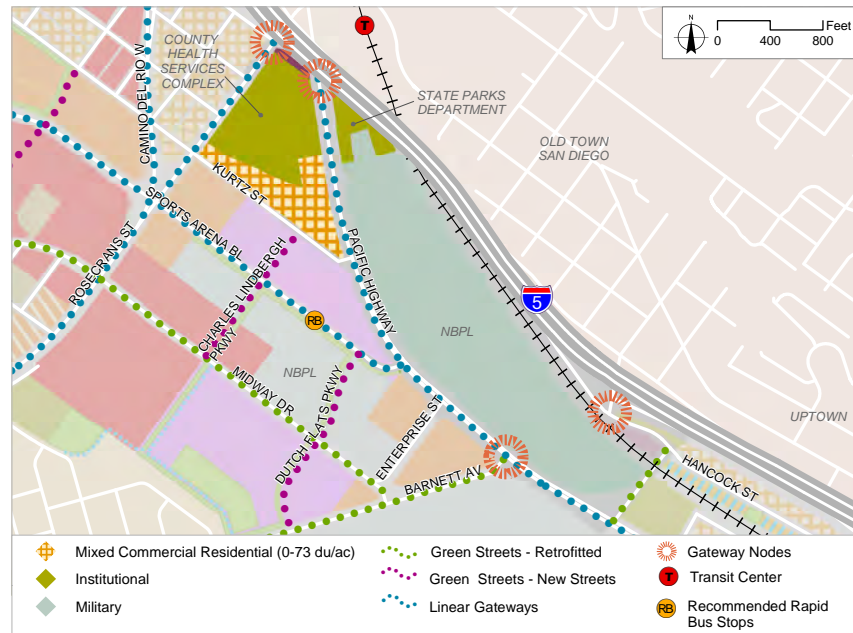 N
Feet
0 400 800
T
COUNTY
HEALTH
SERVICES
COMPLEX
STATE PARKS
DEPARTMENT
OLD TOWN
SAN DIEGO
CAMINO DEL RIO W
KURTZ ST
SPORTS ARENA BL
ROSECRANS ST
PACIFIC HIGHWAY
CHARLES LINDBERGH
PKWY
5
RB
NBPL
NBPL
MIDWAY DR
DUTCH FLATS PKWY
ENTERPRISE ST
BARNETT AV
UPTOWN
HANCOCK ST
Mixed Commercial Residential (0-73 du/ac)
Institutional
Military
Green Streets - Retrofitted
Green Streets - New Streets
Linear Gateways
Gateway Nodes
T Transit Center
RB Recommended Rapid
Bus Stops